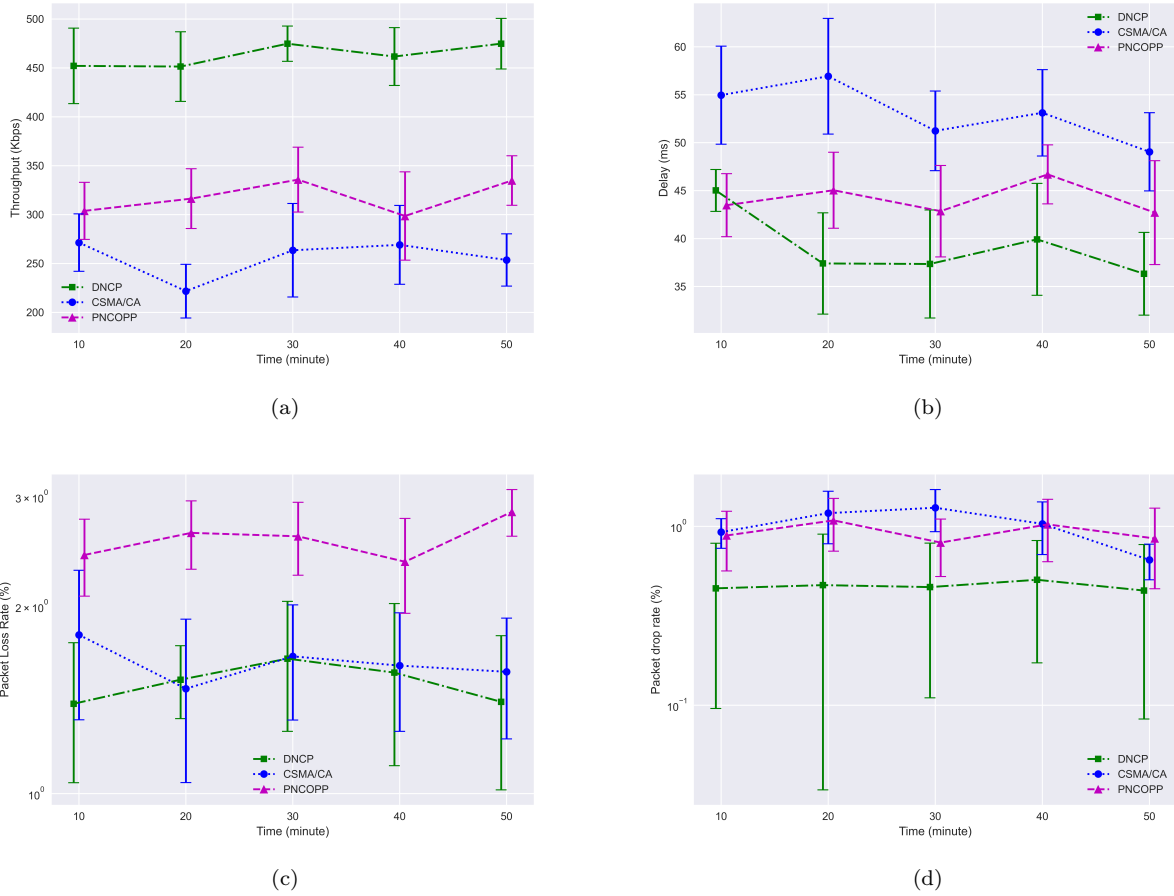 500
450
400
350
300
250
200
Throughput (Kbps)
DNCP
CSMA/CA
PNCOPP
10 20 30 40 50
Time (minute)
(a)
60
55
50
45
40
35
Delay (ms)
DNCP
CSMA/CA
PNCOPP
10 20 30 40 50
Time (minute)
(b)
3 × 10⁰
2 × 10⁰
10⁰
Packet Loss Rate (%)
DNCP
CSMA/CA
PNCOPP
10 20 30 40 50
Time (minute)
(c)
10⁰
10⁻¹
Packet drop rate (%)
DNCP
CSMA/CA
PNCOPP
10 20 30 40 50
Time (minute)
(d)